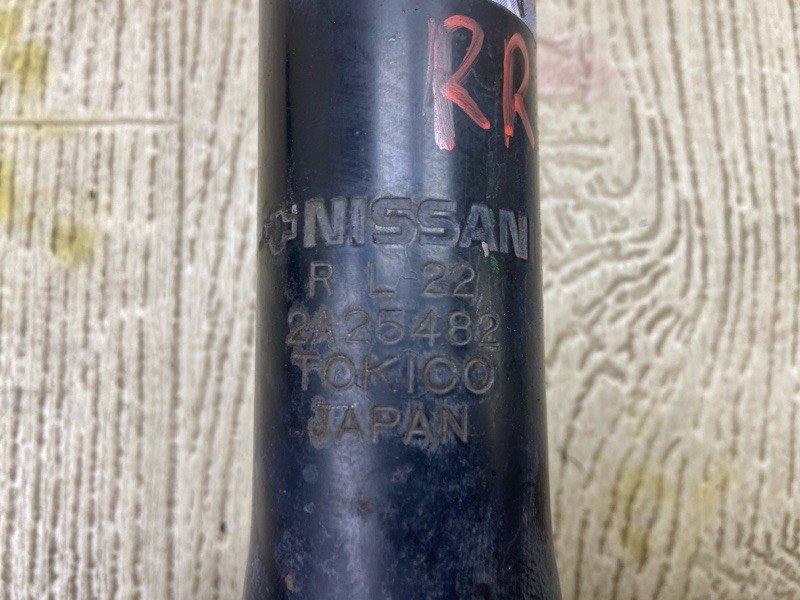 RR
NISSAN
R L-22
2A25482
TOKICO
JAPAN